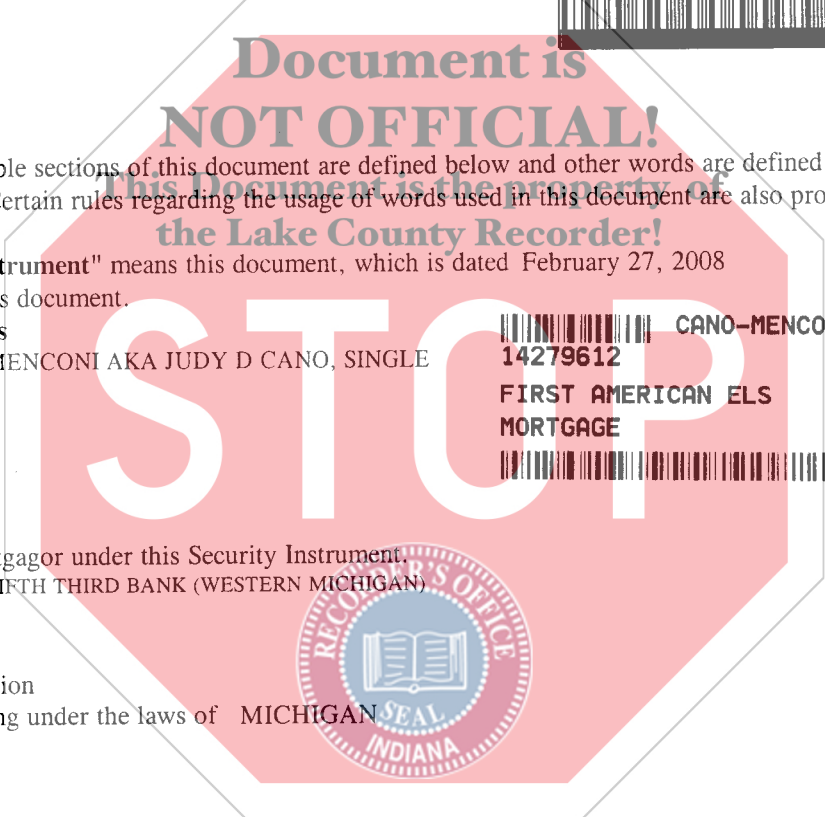 Document is
NOT OFFICIAL!
ble sections of this document are defined below and other words are defined
This Document is the property of
ertain rules regarding the usage of words used in this document are also pro
the Lake County Recorder!
trument" means this document, which is dated February 27, 2008
s document.
s
CANO-MENCO
MENCONI AKA JUDY D CANO, SINGLE
14279612
FIRST AMERICAN ELS
MORTGAGE
STOP
gagor under this Security Instrument.
IFTH THIRD BANK (WESTERN MICHIGAN)
RECORDER'S OFFICE
ion
ng under the laws of MICHIGAN
SEAL
INDIANA